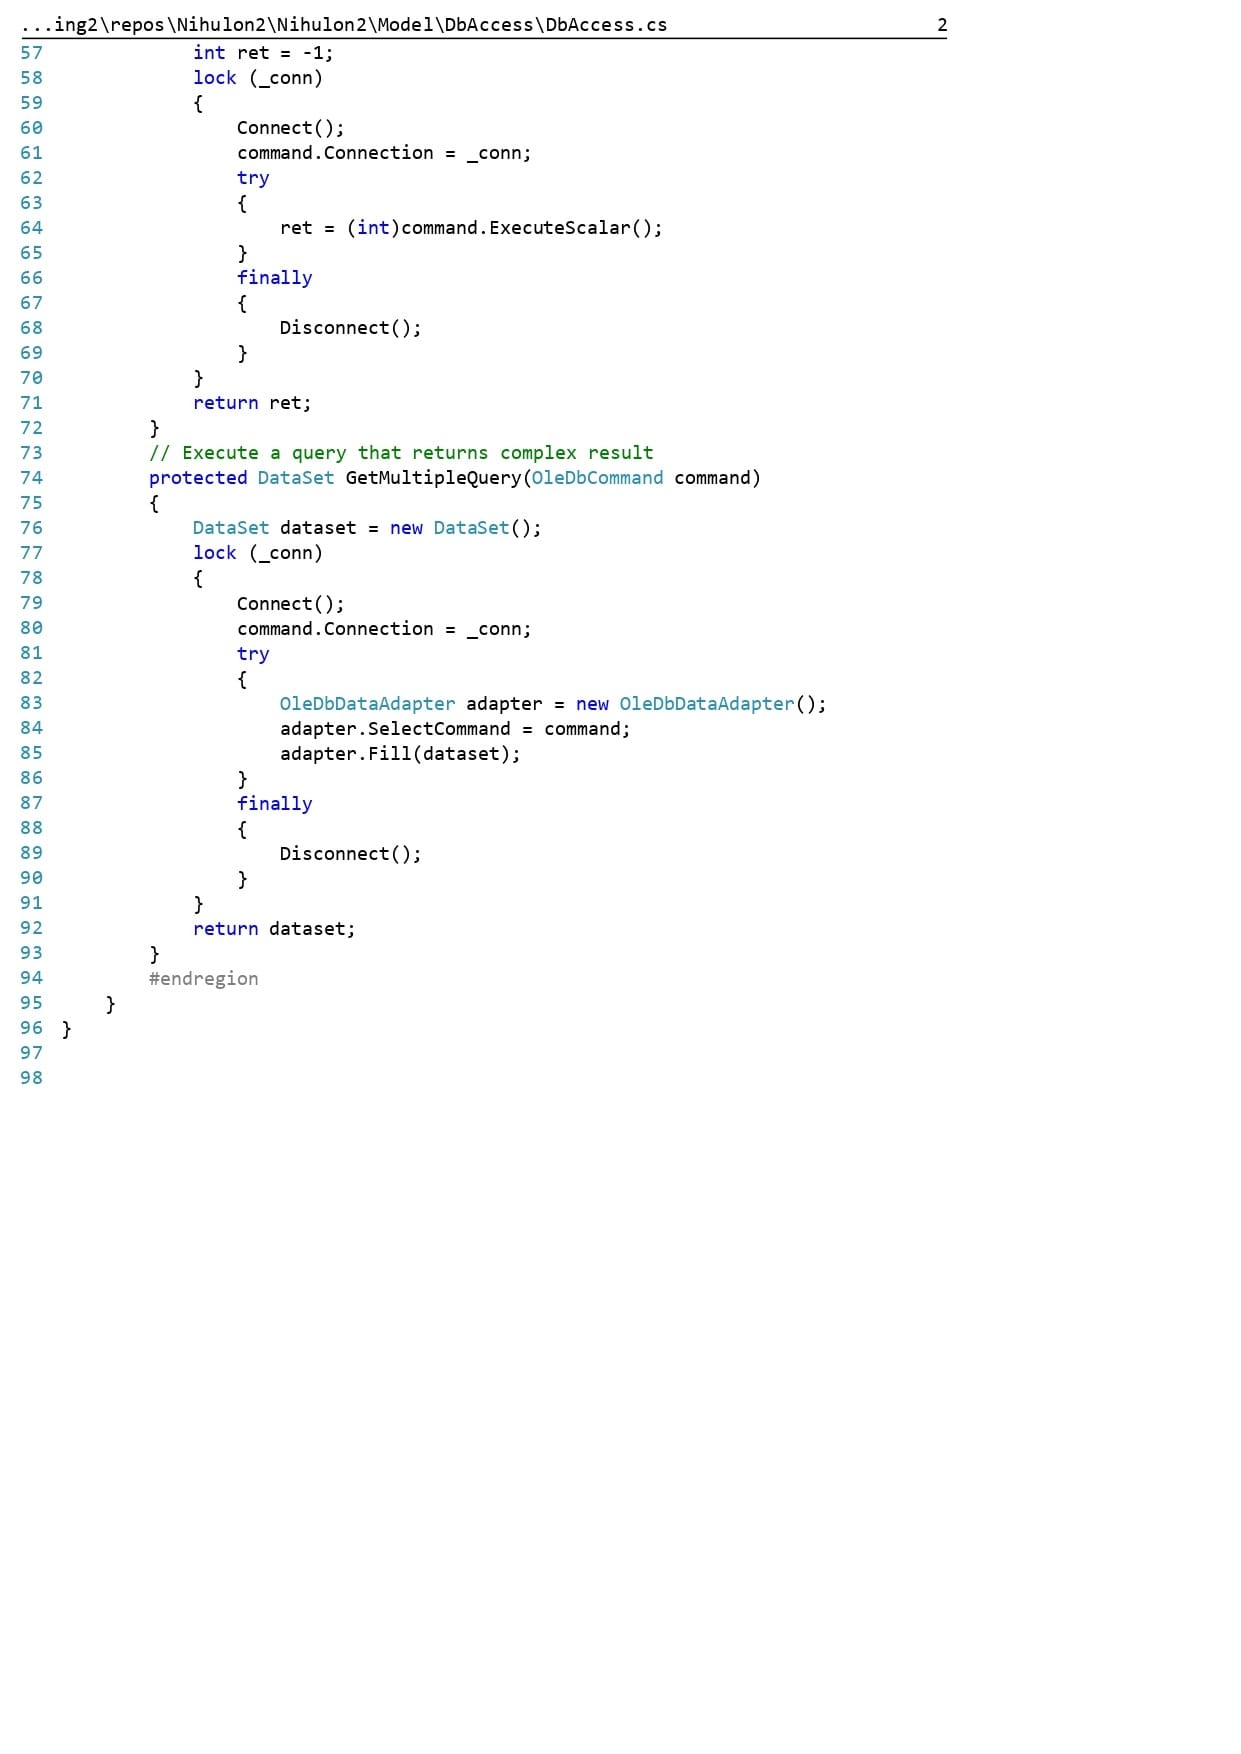 ...ing2\repos\Nihulon2\Nihulon2\Model\DbAccess\DbAccess.cs 2
57             int ret = -1;
58             lock (_conn)
59             {
60                 Connect();
61                 command.Connection = _conn;
62                 try
63                 {
64                     ret = (int)command.ExecuteScalar();
65                 }
66                 finally
67                 {
68                     Disconnect();
69                 }
70             }
71             return ret;
72         }
73         // Execute a query that returns complex result
74         protected DataSet GetMultipleQuery(OleDbCommand command)
75         {
76             DataSet dataset = new DataSet();
77             lock (_conn)
78             {
79                 Connect();
80                 command.Connection = _conn;
81                 try
82                 {
83                     OleDbDataAdapter adapter = new OleDbDataAdapter();
84                     adapter.SelectCommand = command;
85                     adapter.Fill(dataset);
86                 }
87                 finally
88                 {
89                     Disconnect();
90                 }
91             }
92             return dataset;
93         }
94         #endregion
95     }
96 }
97
98